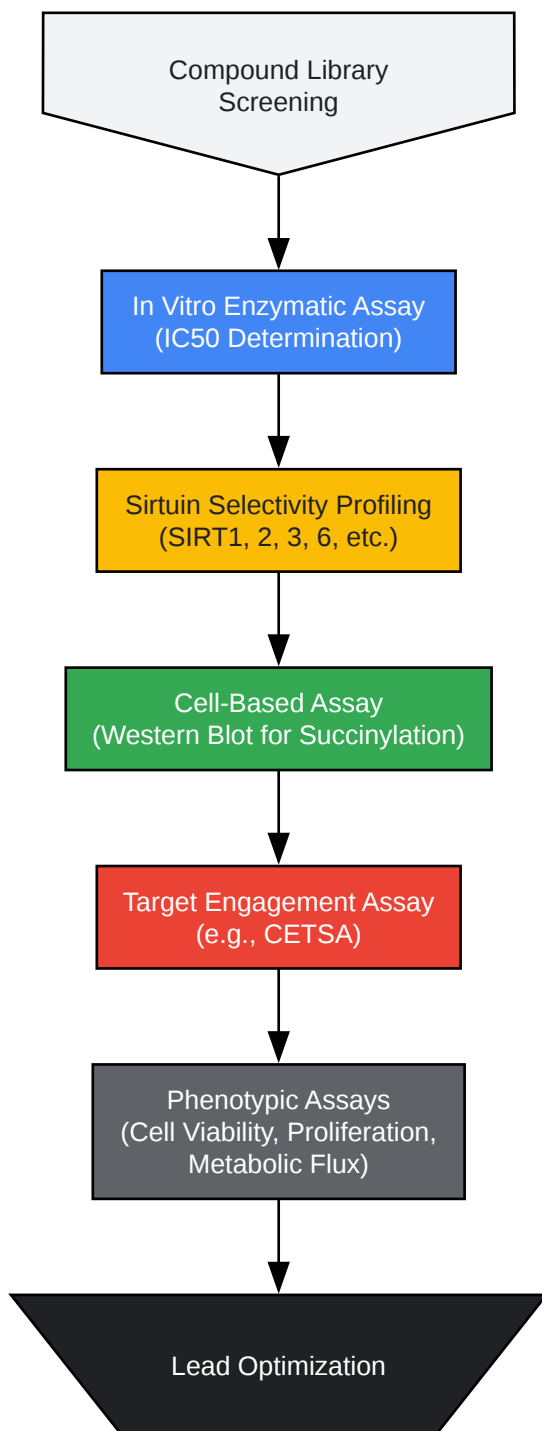 Compound Library
Screening
In Vitro Enzymatic Assay
(IC50 Determination)
Sirtuin Selectivity Profiling
(SIRT1, 2, 3, 6, etc.)
Cell-Based Assay
(Western Blot for Succinylation)
Target Engagement Assay
(e.g., CETSA)
Phenotypic Assays
(Cell Viability, Proliferation,
Metabolic Flux)
Lead Optimization